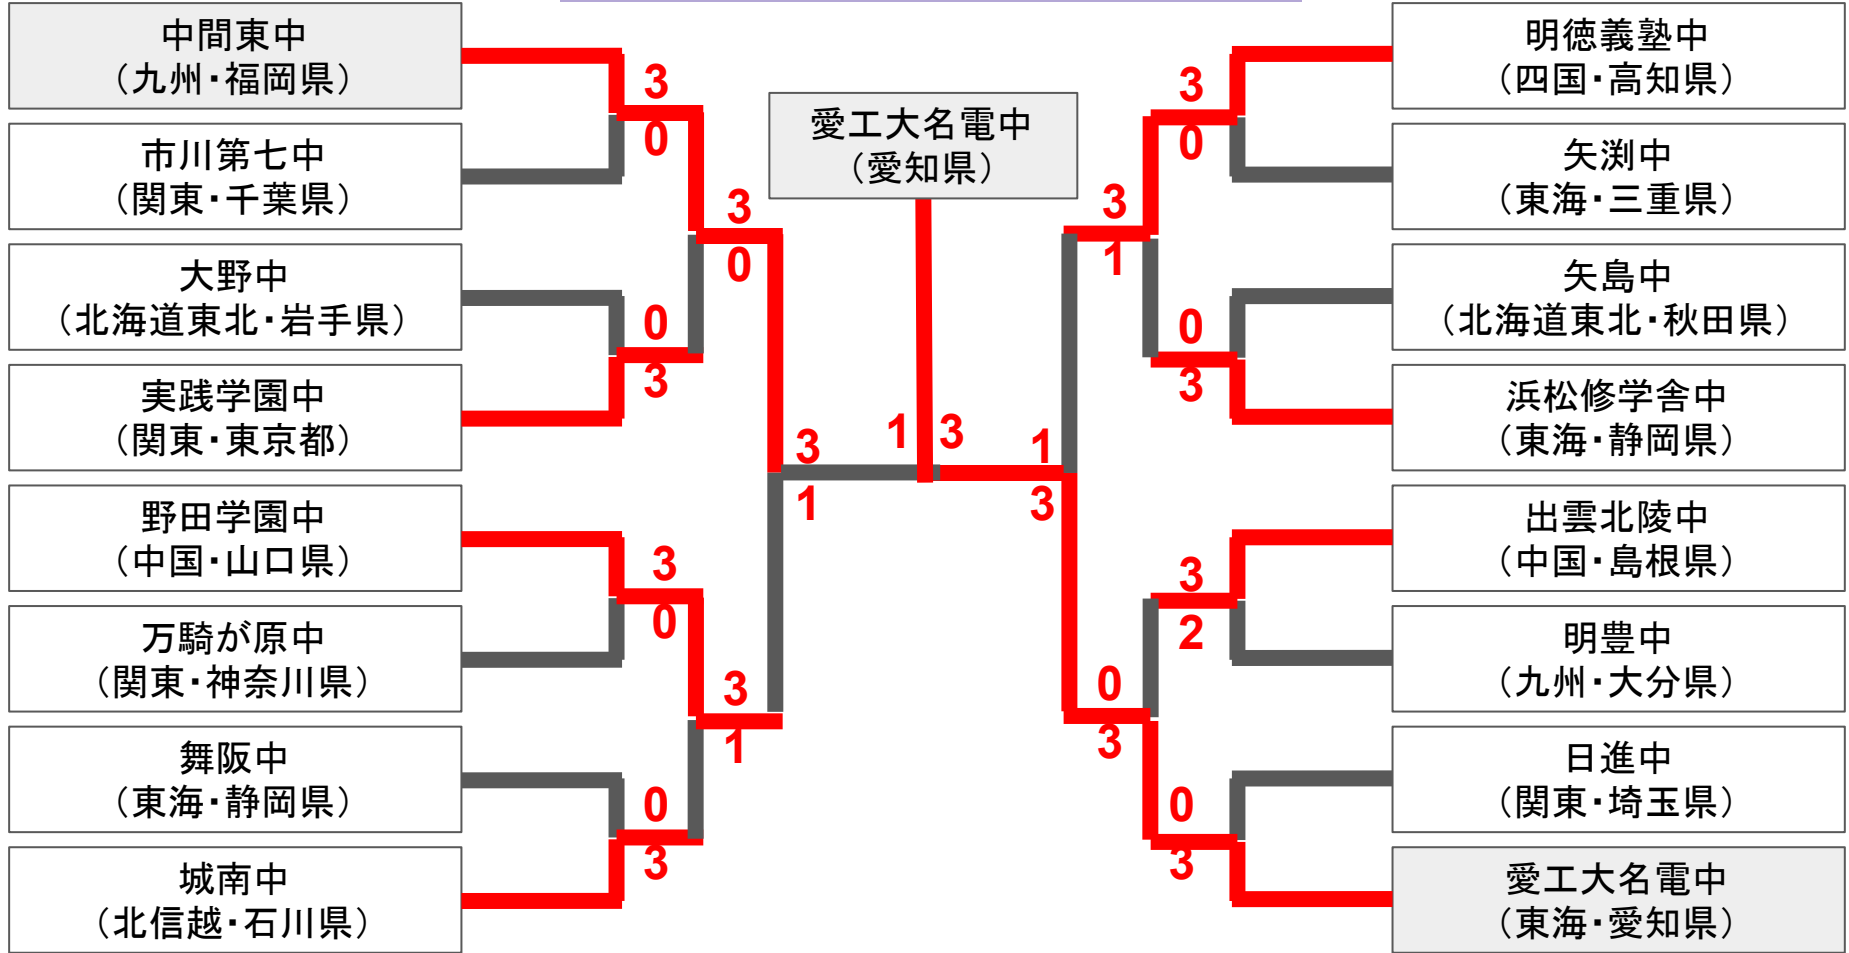 中間東中
（九州・福岡県）
市川第七中
（関東・千葉県）
大野中
（北海道東北・岩手県）
実践学園中
（関東・東京都）
野田学園中
（中国・山口県）
万騎が原中
（関東・神奈川県）
舞阪中
（東海・静岡県）
城南中
（北信越・石川県）
3
0
0
3
3
0
0
3
3
0
3
1
3
1
愛工大名電中
（愛知県）
1 3
1
3
3
1
0
3
3
0
0
3
3
2
0
3
明徳義塾中
（四国・高知県）
矢渕中
（東海・三重県）
矢島中
（北海道東北・秋田県）
浜松修学舎中
（東海・静岡県）
出雲北陵中
（中国・島根県）
明豊中
（九州・大分県）
日進中
（関東・埼玉県）
愛工大名電中
（東海・愛知県）